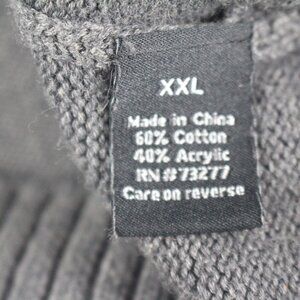 XXL
Made in China
60% Cotton
40% Acrylic
RN#73277
Care on reverse